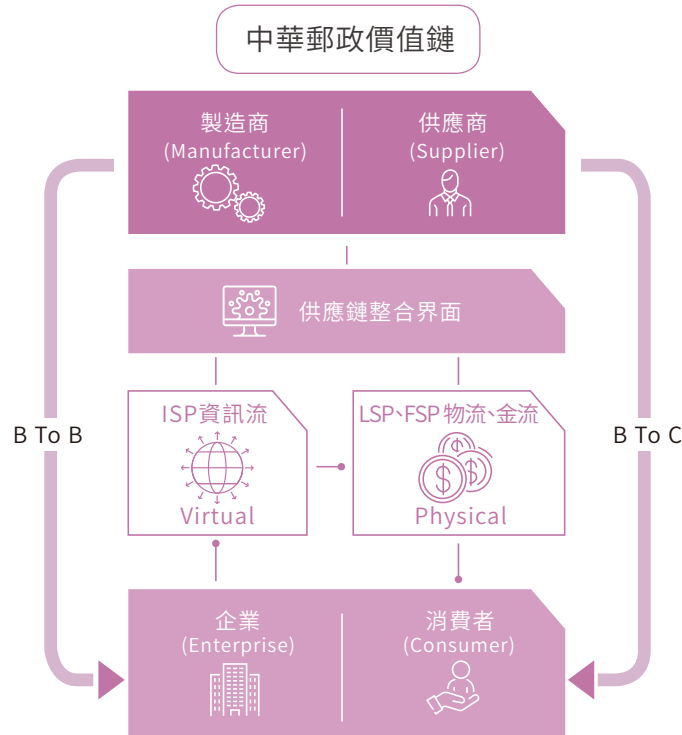 中華郵政價值鏈
製造商
(Manufacturer)
供應商
(Supplier)
供應鏈整合界面
ISP資訊流
Virtual
LSP、FSP 物流、金流
Physical
B To B
B To C
企業
(Enterprise)
消費者
(Consumer)